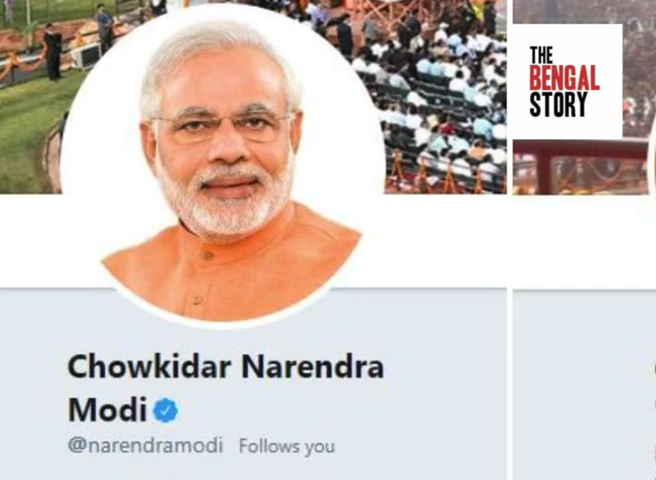 THE
BENGAL
STORY
Chowkidar Narendra
Modi
@narendramodi Follows you